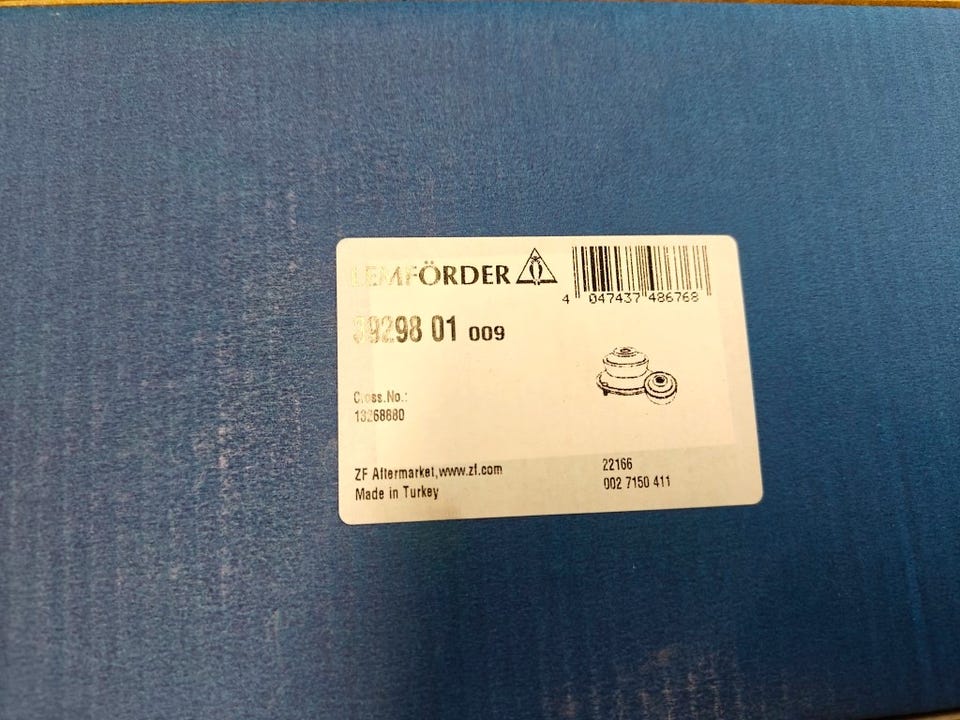 LEMFÖRDER
4 047437 486768
39298 01 009
Cross.No.:
13268880
ZF Aftermarket,www.zf.com
Made in Turkey
22166
002 7150 411